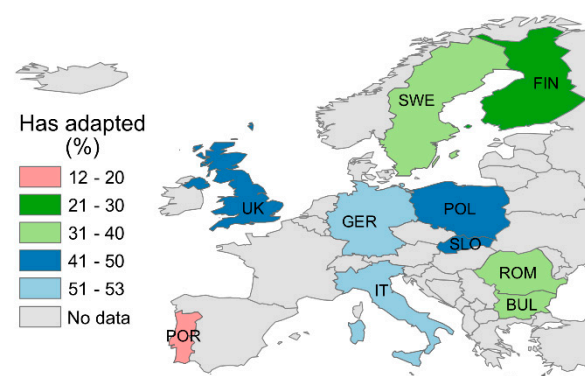 Has adapted
(%)
12 - 20
21 - 30
31 - 40
41 - 50
51 - 53
No data
SWE
FIN
UK
GER
POL
SLO
IT
ROM
BUL
POR